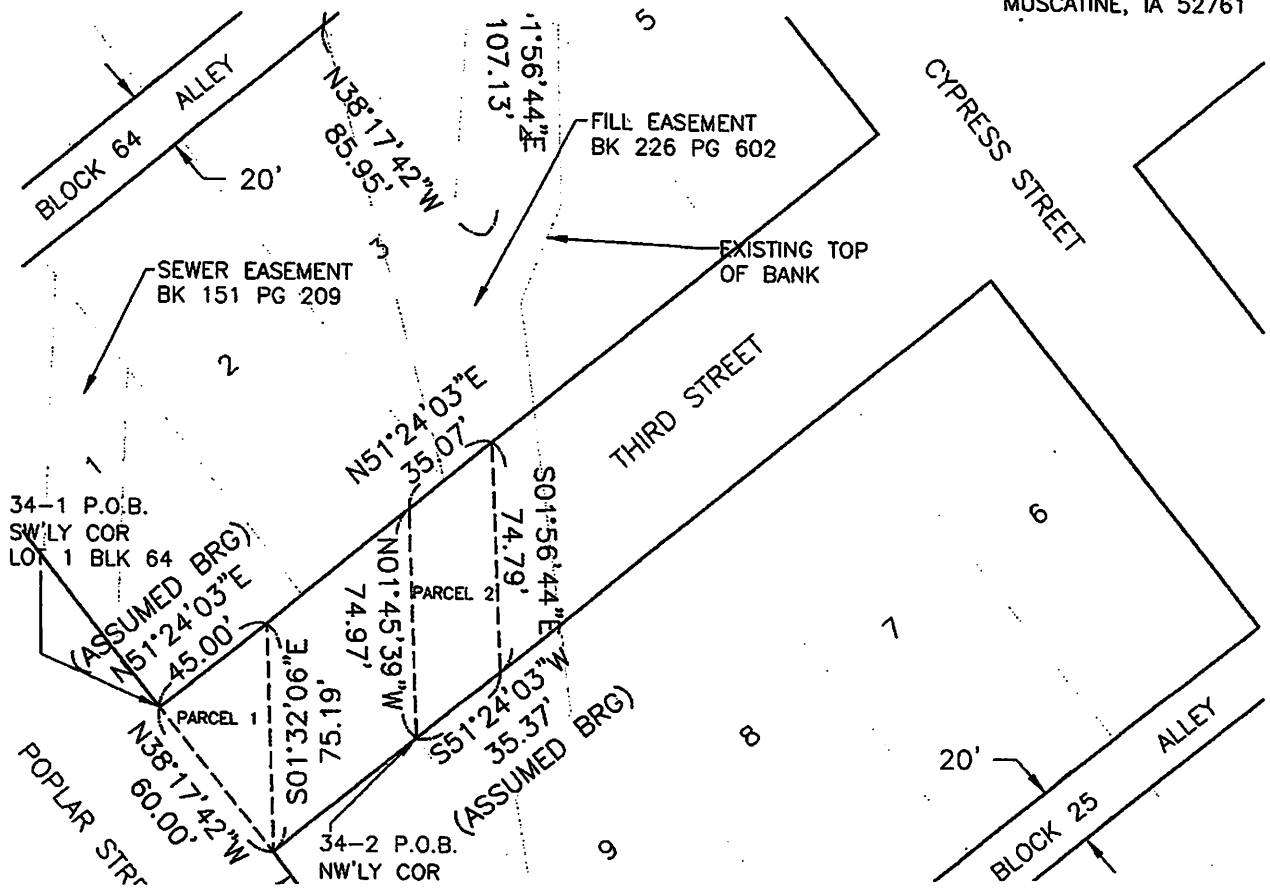 MUSCATINE, IA 52761
5
1°56'44"E
107.13'
CYPRESS STREET
ALLEY
BLOCK 64
20'
N38°17'42"W
85.95'
FILL EASEMENT
BK 226 PG 602
3
EXISTING TOP
OF BANK
SEWER EASEMENT
BK 151 PG 209
2
THIRD STREET
N51°24'03"E
35.07'
1
34-1 P.O.B.
SW'LY COR
LOT 1 BLK 64
(ASSUMED BRG)
N51°24'03"E
45.00'
S01°56'44"E
74.79'
PARCEL 2
N01°45'39"W
74.97'
6
7
PARCEL 1
S01°32'06"E
75.19'
N38°17'42"W
60.00'
S51°24'03"W
35.37'
(ASSUMED BRG)
8
ALLEY
20'
BLOCK 25
34-2 P.O.B.
NW'LY COR
9
POPLAR STRE